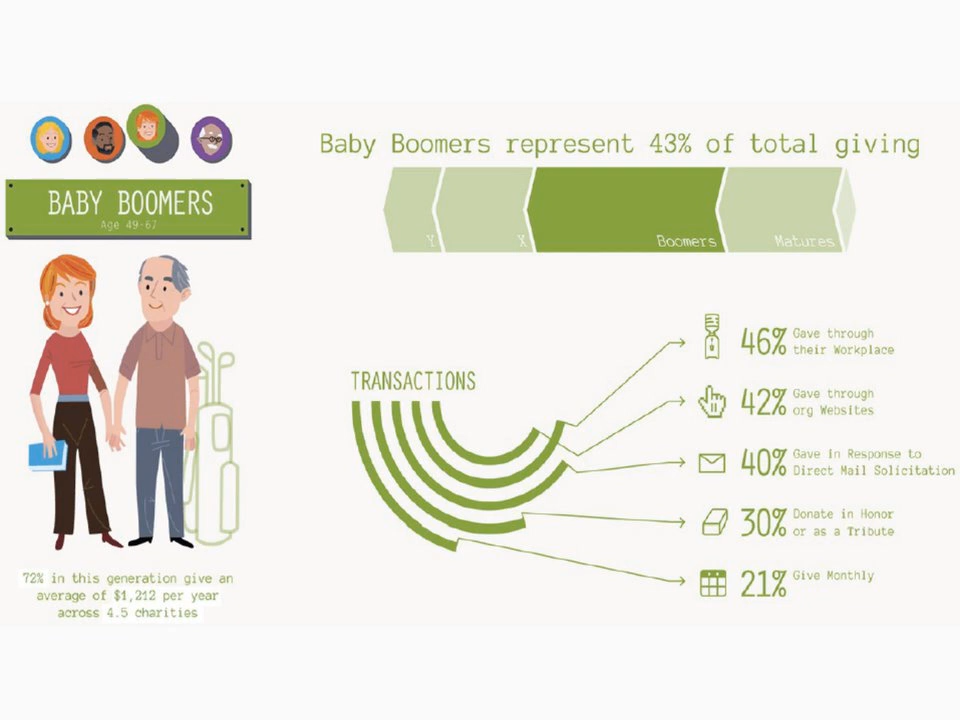 BABY BOOMERS
Age 49-67
72% in this generation give an
average of $1,212 per year
across 4.5 charities
Baby Boomers represent 43% of total giving
Y
X
Boomers
Matures
TRANSACTIONS
46% Gave through
their Workplace
42% Gave through
org Websites
40% Gave in Response to
Direct Mail Solicitation
30% Donate in Honor
or as a Tribute
21% Give Monthly